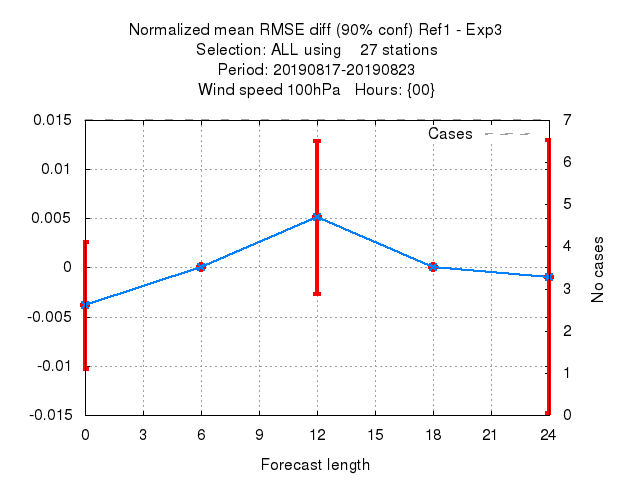 Normalized mean RMSE diff (90% conf) Ref1 - Exp3
Selection: ALL using    27 stations
Period: 20190817-20190823
Wind speed 100hPa   Hours: {00}
Cases
0.015
0.01
0.005
0
-0.005
-0.01
-0.015
7
6
5
4
3
2
1
0
No cases
0 3 6 9 12 15 18 21 24
Forecast length